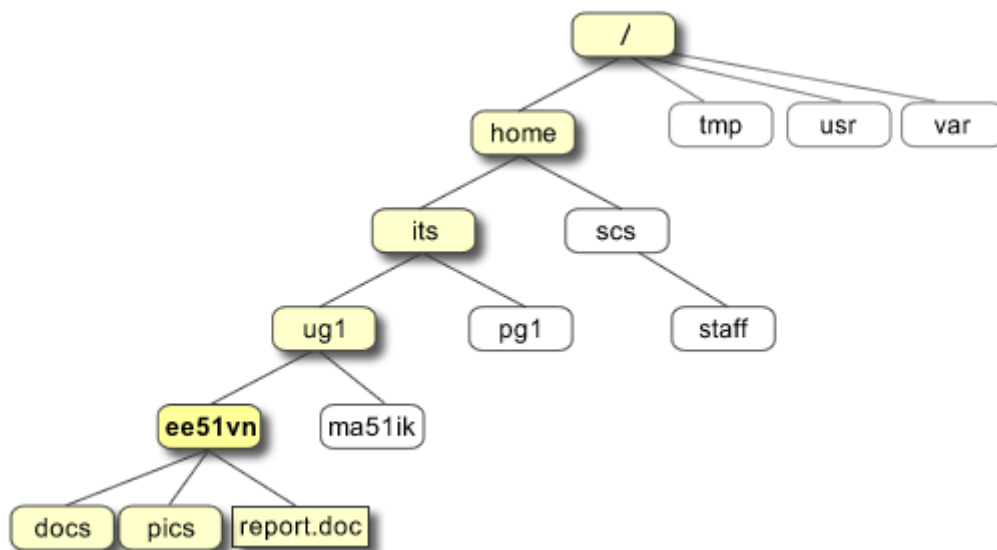 /
home
tmp
usr
var
its
scs
ug1
pg1
staff
ee51vn
ma51ik
docs
pics
report.doc